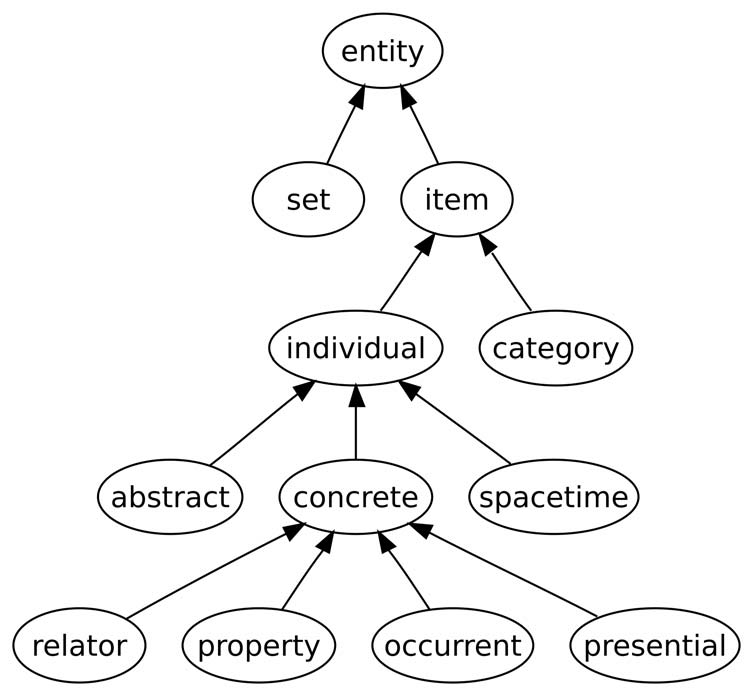 entity
set
item
individual
category
abstract
concrete
spacetime
relator
property
occurrent
presential